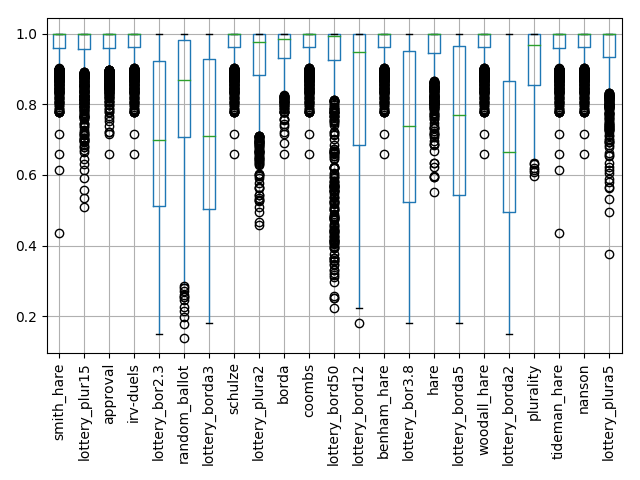 1.0
0.8
0.6
0.4
0.2
smith_hare
lottery_plur15
approval
irv-duels
lottery_bor2.3
random_ballot
lottery_borda3
schulze
lottery_plura2
borda
coombs
lottery_bord50
lottery_bord12
benham_hare
lottery_bor3.8
hare
lottery_borda5
woodall_hare
lottery_borda2
plurality
tideman_hare
nanson
lottery_plura5